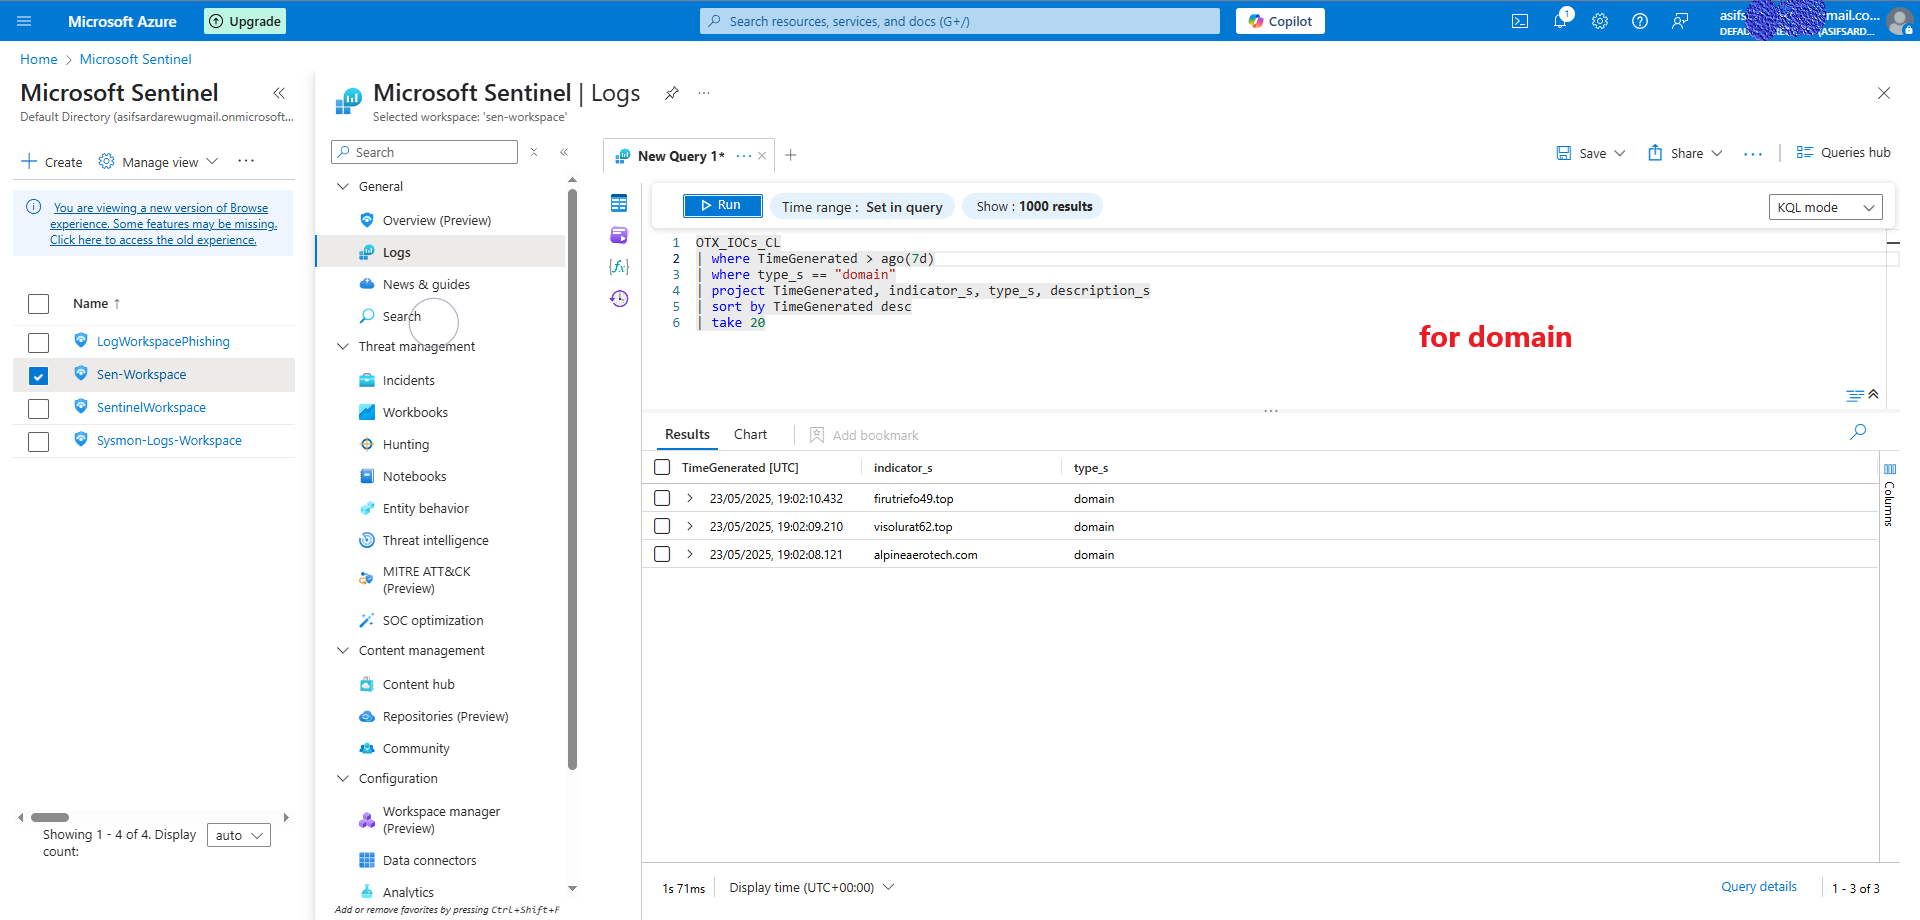 Microsoft Azure
Upgrade
Search resources, services, and docs (G+/)
Copilot
1
asifs
mail.co...
DEFAU
(ASIFSARD...
Home > Microsoft Sentinel
Microsoft Sentinel
Default Directory (asifsardarewugmail.onmicrosoft...
Create
Manage view
You are viewing a new version of Browse
experience. Some features may be missing.
Click here to access the old experience.
Name ↑
LogWorkspacePhishing
Sen-Workspace
SentinelWorkspace
Sysmon-Logs-Workspace
Showing 1 - 4 of 4. Display
count:
auto
Microsoft Sentinel | Logs
Selected workspace: 'sen-workspace'
Search
General
Overview (Preview)
Logs
News & guides
Search
Threat management
Incidents
Workbooks
Hunting
Notebooks
Entity behavior
Threat intelligence
MITRE ATT&CK
(Preview)
SOC optimization
Content management
Content hub
Repositories (Preview)
Community
Configuration
Workspace manager
(Preview)
Data connectors
Analytics
Add or remove favorites by pressing Ctrl+Shift+F
New Query 1*
Save
Share
Queries hub
Run
Time range : Set in query
Show : 1000 results
KQL mode
1 OTX_IOCs_CL
2 | where TimeGenerated > ago(7d)
3 | where type_s == "domain"
4 | project TimeGenerated, indicator_s, type_s, description_s
5 | sort by TimeGenerated desc
6 | take 20
for domain
Results
Chart
Add bookmark
TimeGenerated [UTC] indicator_s type_s
23/05/2025, 19:02:10.432 firutriefo49.top domain
23/05/2025, 19:02:09.210 visolurat62.top domain
23/05/2025, 19:02:08.121 alpineaerotech.com domain
Columns
1s 71ms
Display time (UTC+00:00)
Query details
1 - 3 of 3